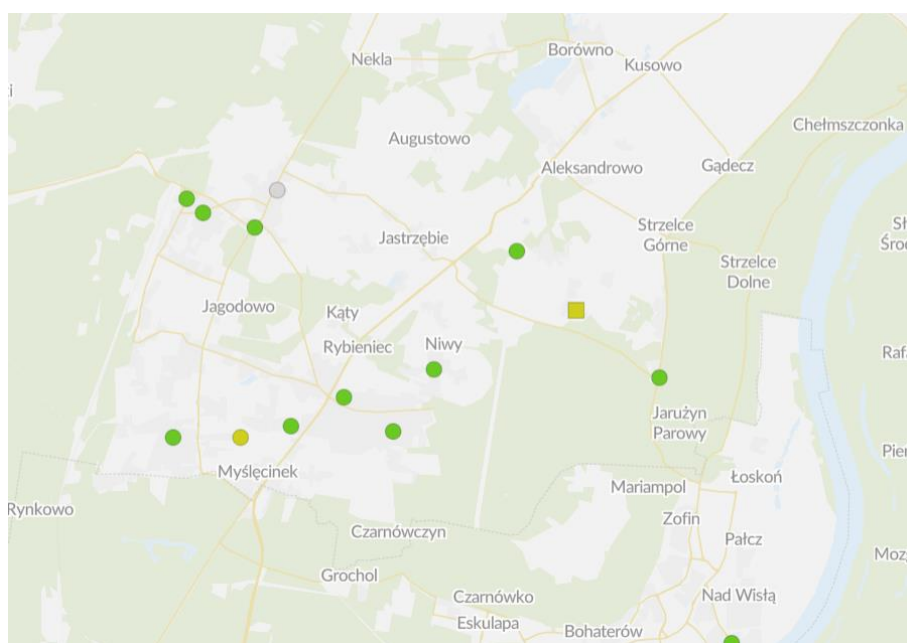 Borówno
Nekla
Kusowo
Chełmszczonka
Augustowo
Aleksandrowo
Gądecz
Strzelce
Górne
Jastrzębie
Strzelce
Dolne
Jagodowo
Kąty
Rybieniec
Niwy
Jarużyn
Parowy
Myślęcinek
Łoskoń
Mariampol
Rynkowo
Zofin
Czarnówczyn
Pałcz
Grochol
Czarnówko
Nad Wisłą
Eskulapa
Bohaterów